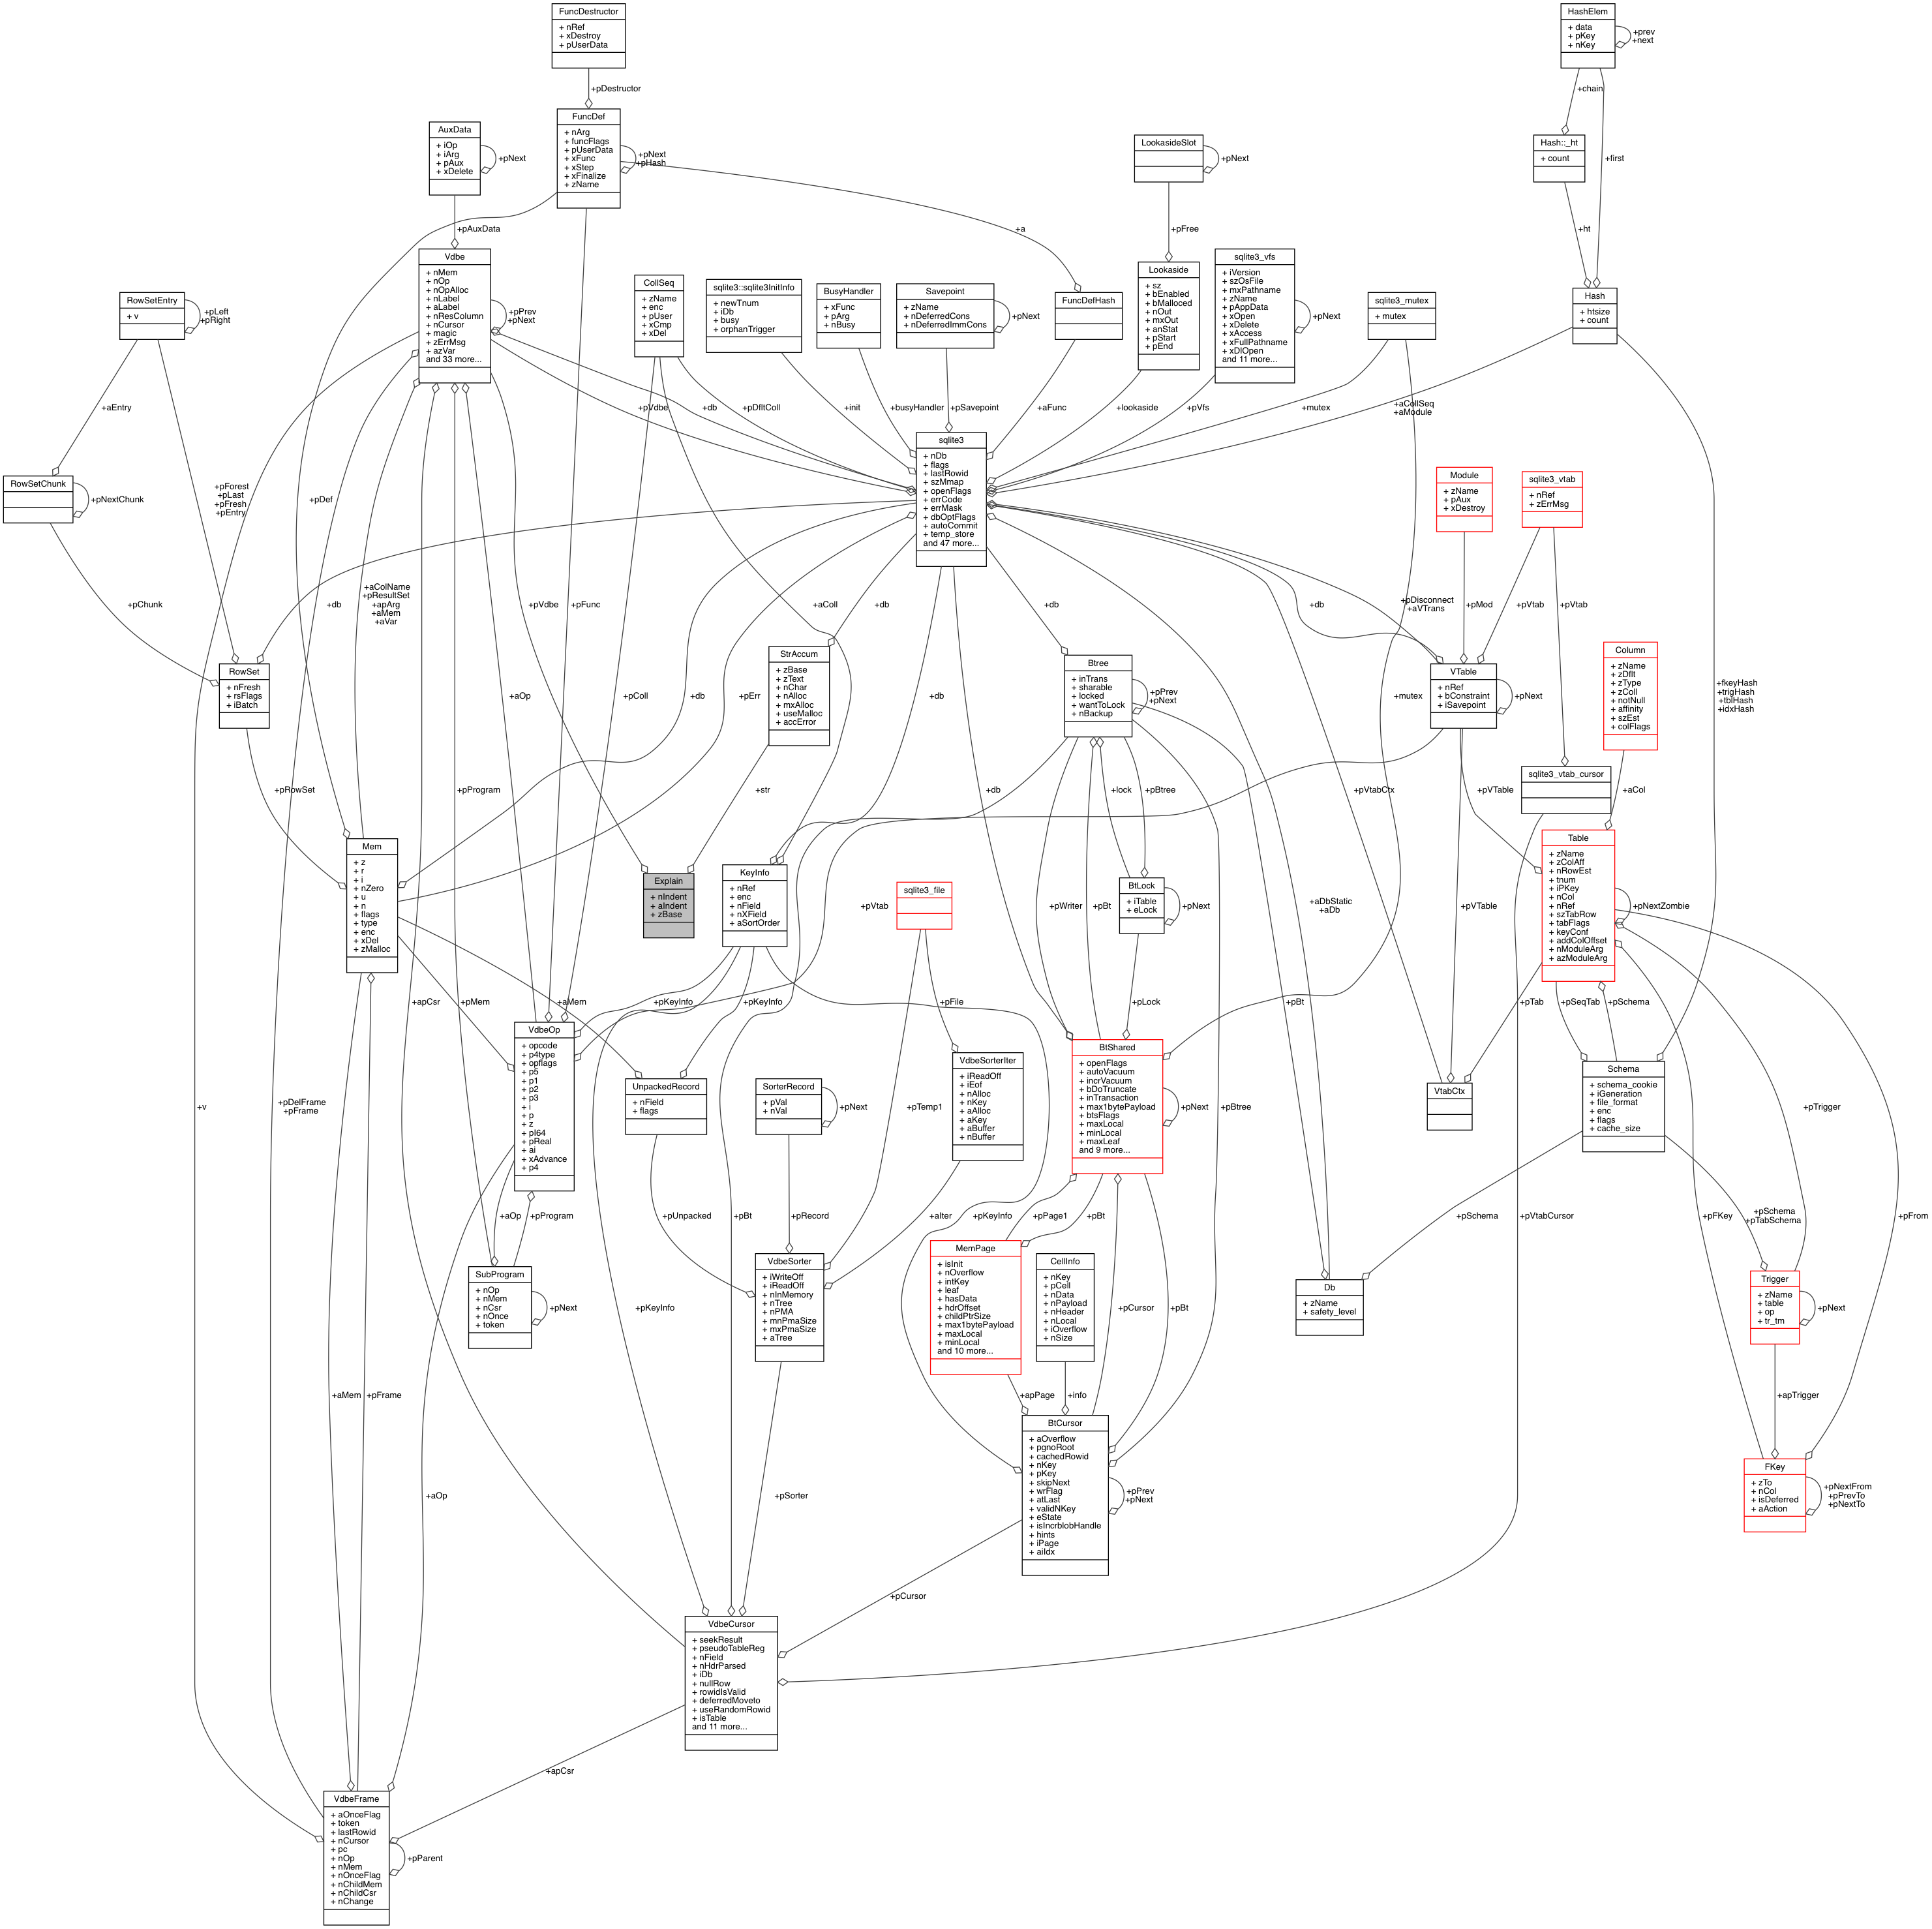 FuncDestructor
+ nRef
+ xDestroy
+ pUserData
HashElem
+ data
+ pKey
+ nKey
+prev
+next
+pDestructor
+chain
FuncDef
+ nArg
+ funcFlags
+ pUserData
+ xFunc
+ xStep
+ xFinalize
+ zName
+pNext
+pHash
AuxData
+ iOp
+ iArg
+ pAux
+ xDelete
+pNext
LookasideSlot
+pNext
Hash::_ht
+ count
+first
+pAuxData
+a
+pFree
+ht
Vdbe
+ nMem
+ nOp
+ nOpAlloc
+ nLabel
+ aLabel
+ nResColumn
+ nCursor
+ magic
+ zErrMsg
+ azVar
and 33 more...
+pPrev
+pNext
RowSetEntry
+ v
+pLeft
+pRight
CollSeq
+ zName
+ enc
+ pUser
+ xCmp
+ xDel
sqlite3::sqlite3InitInfo
+ newTnum
+ iDb
+ busy
+ orphanTrigger
BusyHandler
+ xFunc
+ pArg
+ nBusy
Savepoint
+ zName
+ nDeferredCons
+ nDeferredImmCons
+pNext
FuncDefHash
Lookaside
+ sz
+ bEnabled
+ bMalloced
+ nOut
+ mxOut
+ anStat
+ pStart
+ pEnd
sqlite3_vfs
+ iVersion
+ szOsFile
+ mxPathname
+ zName
+ pAppData
+ xOpen
+ xDelete
+ xAccess
+ xFullPathname
+ xDlOpen
and 11 more...
+pNext
sqlite3_mutex
+ mutex
Hash
+ htsize
+ count
+aEntry
+pVdbe
+db
+pDfltColl
+init
+busyHandler
+pSavepoint
+aFunc
+lookaside
+pVfs
+mutex
+aCollSeq
+aModule
sqlite3
+ nDb
+ flags
+ lastRowid
+ szMmap
+ openFlags
+ errCode
+ errMask
+ dbOptFlags
+ autoCommit
+ temp_store
and 47 more...
RowSetChunk
+pNextChunk
+pForest
+pLast
+pFresh
+pEntry
+pDef
Module
+ zName
+ pAux
+ xDestroy
sqlite3_vtab
+ nRef
+ zErrMsg
+pChunk
+db
+aColName
+pResultSet
+apArg
+aMem
+aVar
+pVdbe
+pFunc
+aColl
+db
+db
+db
+pDisconnect
+aVTrans
+pMod
+pVtab
+pVtab
RowSet
+ nFresh
+ rsFlags
+ iBatch
+aOp
+pColl
+db
+pErr
StrAccum
+ zBase
+ zText
+ nChar
+ nAlloc
+ mxAlloc
+ useMalloc
+ accError
+db
Btree
+ inTrans
+ sharable
+ locked
+ wantToLock
+ nBackup
+pPrev
+pNext
+mutex
VTable
+ nRef
+ bConstraint
+ iSavepoint
+pNext
Column
+ zName
+ zDflt
+ zType
+ zColl
+ notNull
+ affinity
+ szEst
+ colFlags
+fkeyHash
+trigHash
+tblHash
+idxHash
+pRowSet
+pProgram
+str
+db
+lock
+pBtree
+pVtabCtx
+pVTable
sqlite3_vtab_cursor
+aCol
Mem
+ z
+ r
+ i
+ nZero
+ u
+ n
+ flags
+ type
+ enc
+ xDel
+ zMalloc
Explain
+ nIndent
+ aIndent
+ zBase
KeyInfo
+ nRef
+ enc
+ nField
+ nXField
+ aSortOrder
sqlite3_file
+pVtab
+pWriter
+pBt
BtLock
+ iTable
+ eLock
+pNext
+aDbStatic
+aDb
+pVTable
Table
+ zName
+ zColAff
+ nRowEst
+ tnum
+ iPKey
+ nCol
+ nRef
+ szTabRow
+ tabFlags
+ keyConf
+ addColOffset
+ nModuleArg
+ azModuleArg
+pNextZombie
+apCsr
+pMem
+aMem
+pKeyInfo
+pKeyInfo
+pFile
+pLock
+pBt
+pTab
+pSeqTab
+pSchema
VdbeOp
+ opcode
+ p4type
+ opflags
+ p5
+ p1
+ p2
+ p3
+ i
+ p
+ z
+ pI64
+ pReal
+ ai
+ xAdvance
+ p4
UnpackedRecord
+ nField
+ flags
SorterRecord
+ pVal
+ nVal
+pNext
+pTemp1
VdbeSorterIter
+ iReadOff
+ iEof
+ nAlloc
+ nKey
+ aAlloc
+ aKey
+ aBuffer
+ nBuffer
BtShared
+ openFlags
+ autoVacuum
+ incrVacuum
+ bDoTruncate
+ inTransaction
+ max1bytePayload
+ btsFlags
+ maxLocal
+ minLocal
+ maxLeaf
and 9 more...
+pNext
+pBtree
VtabCtx
Schema
+ schema_cookie
+ iGeneration
+ file_format
+ enc
+ flags
+ cache_size
+pTrigger
+v
+pDelFrame
+pFrame
+aOp
+pProgram
+pUnpacked
+pBt
+pRecord
+aIter
+pKeyInfo
+pPage1
+pBt
+pSchema
+pVtabCursor
+pFKey
+pSchema
+pTabSchema
+pFrom
SubProgram
+ nOp
+ nMem
+ nCsr
+ nOnce
+ token
+pNext
VdbeSorter
+ iWriteOff
+ iReadOff
+ nInMemory
+ nTree
+ nPMA
+ mnPmaSize
+ mxPmaSize
+ aTree
MemPage
+ isInit
+ nOverflow
+ intKey
+ leaf
+ hasData
+ hdrOffset
+ childPtrSize
+ max1bytePayload
+ maxLocal
+ minLocal
and 10 more...
CellInfo
+ nKey
+ pCell
+ nData
+ nPayload
+ nHeader
+ nLocal
+ iOverflow
+ nSize
+pCursor
+pBt
Db
+ zName
+ safety_level
Trigger
+ zName
+ table
+ op
+ tr_tm
+pNext
+pKeyInfo
+aMem
+pFrame
+apPage
+info
+apTrigger
BtCursor
+ aOverflow
+ pgnoRoot
+ cachedRowid
+ nKey
+ pKey
+ skipNext
+ wrFlag
+ atLast
+ validNKey
+ eState
+ isIncrblobHandle
+ hints
+ iPage
+ aiIdx
+pPrev
+pNext
FKey
+ zTo
+ nCol
+ isDeferred
+ aAction
+pNextFrom
+pPrevTo
+pNextTo
+aOp
+pSorter
+pCursor
VdbeCursor
+ seekResult
+ pseudoTableReg
+ nField
+ nHdrParsed
+ iDb
+ nullRow
+ rowidIsValid
+ deferredMoveto
+ useRandomRowid
+ isTable
and 11 more...
+apCsr
VdbeFrame
+ aOnceFlag
+ token
+ lastRowid
+ nCursor
+ pc
+ nOp
+ nMem
+ nOnceFlag
+ nChildMem
+ nChildCsr
+ nChange
+pParent